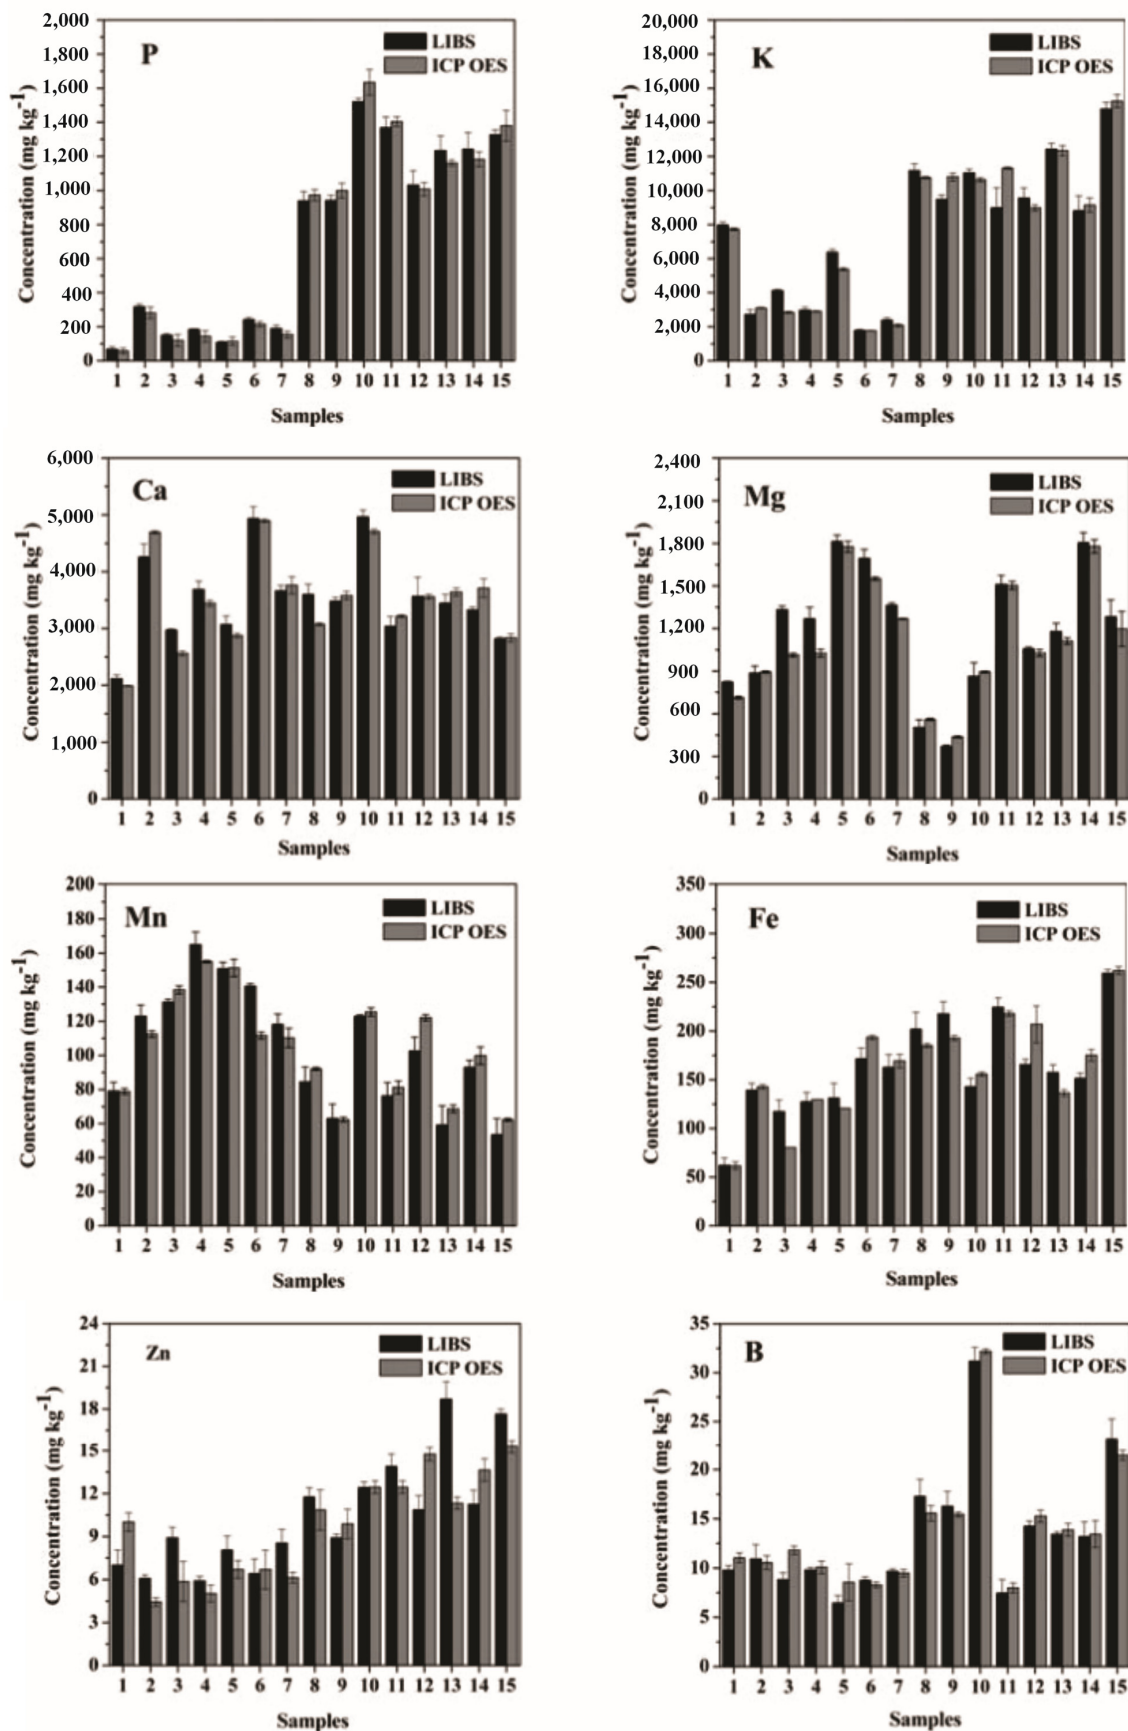 P
LIBS
ICP OES
2,000
1,800
1,600
1,400
1,200
1,000
800
600
400
200
0
Concentration (mg kg-1)
1 2 3 4 5 6 7 8 9 10 11 12 13 14 15
Samples
K
LIBS
ICP OES
20,000
18,000
16,000
14,000
12,000
10,000
8,000
6,000
4,000
2,000
0
Concentration (mg kg-1)
1 2 3 4 5 6 7 8 9 10 11 12 13 14 15
Samples
Ca
LIBS
ICP OES
6,000
5,000
4,000
3,000
2,000
1,000
0
Concentration (mg kg-1)
1 2 3 4 5 6 7 8 9 10 11 12 13 14 15
Samples
Mg
LIBS
ICP OES
2,400
2,100
1,800
1,500
1,200
900
600
300
0
Concentration (mg kg-1)
1 2 3 4 5 6 7 8 9 10 11 12 13 14 15
Samples
Mn
LIBS
ICP OES
200
180
160
140
120
100
80
60
40
20
0
Concentration (mg kg-1)
1 2 3 4 5 6 7 8 9 10 11 12 13 14 15
Samples
Fe
LIBS
ICP OES
350
300
250
200
150
100
50
0
Concentration (mg kg-1)
1 2 3 4 5 6 7 8 9 10 11 12 13 14 15
Samples
Zn
LIBS
ICP OES
24
21
18
15
12
9
6
3
0
Concentration (mg kg-1)
1 2 3 4 5 6 7 8 9 10 11 12 13 14 15
Samples
B
LIBS
ICP OES
35
30
25
20
15
10
5
0
Concentration (mg kg-1)
1 2 3 4 5 6 7 8 9 10 11 12 13 14 15
Samples